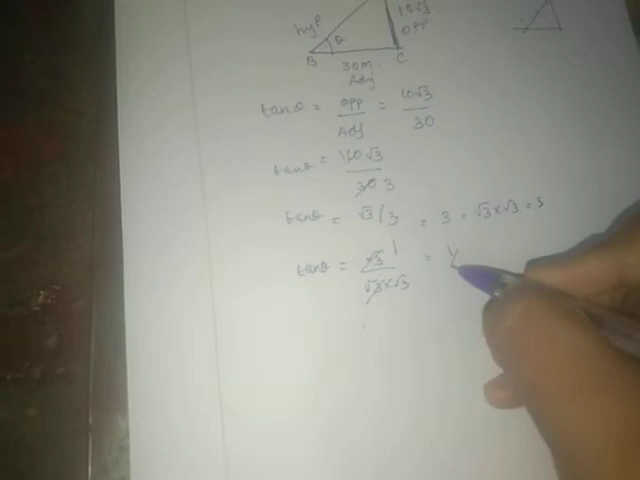 10√3
hyp θ opp
B C
30m.
Adj
tanθ = opp/Adj = 10√3/30
tanθ = 10√3/30 3
tanθ = √3/3 = 3 = √3×√3 = 3
tanθ = √3/√3×√3 1 = 1/